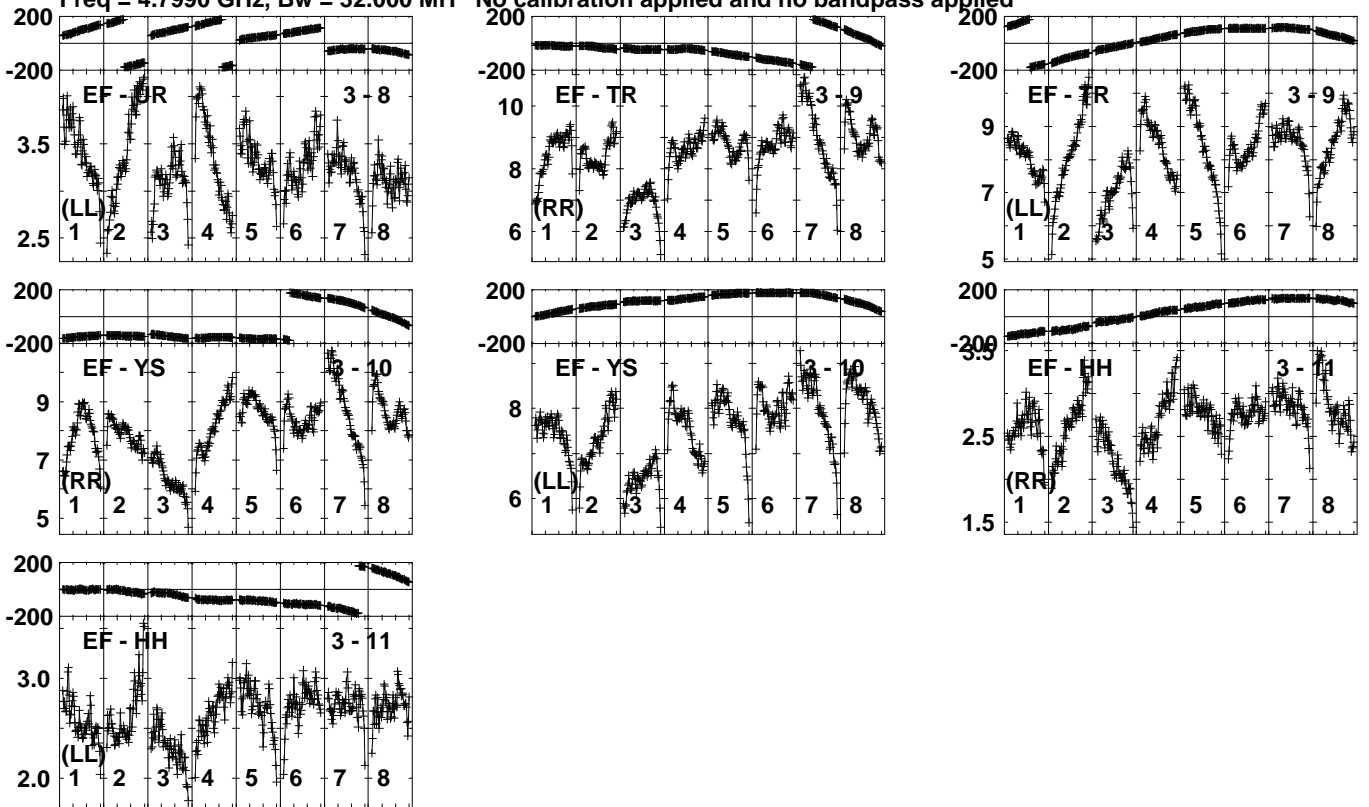 Freq = 4.7990 GHz, Bw = 32.000 MH No calibration applied and no bandpass applied
200
-200
EF - UR 3 - 8
3.5
2.5
(LL)
1 2 3 4 5 6 7 8
200
-200
EF - TR 3 - 9
10
8
6
(RR)
1 2 3 4 5 6 7 8
200
-200
EF - TR 3 - 9
9
7
5
(LL)
1 2 3 4 5 6 7 8
200
-200
EF - YS 3 - 10
9
7
5
(RR)
1 2 3 4 5 6 7 8
200
-200
EF - YS 3 - 10
8
6
(LL)
1 2 3 4 5 6 7 8
200
-200
3.5
EF - HH 3 - 11
2.5
1.5
(RR)
1 2 3 4 5 6 7 8
200
-200
EF - HH 3 - 11
3.0
2.0
(LL)
1 2 3 4 5 6 7 8